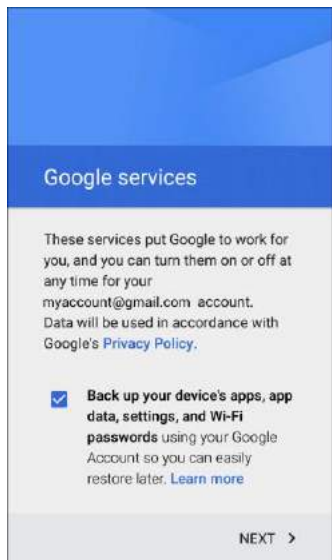 Google services
These services put Google to work for
you, and you can turn them on or off at
any time for your
myaccount@gmail.com account.
Data will be used in accordance with
Google's Privacy Policy.
Back up your device's apps, app
data, settings, and Wi-Fi
passwords using your Google
Account so you can easily
restore later. Learn more
NEXT >